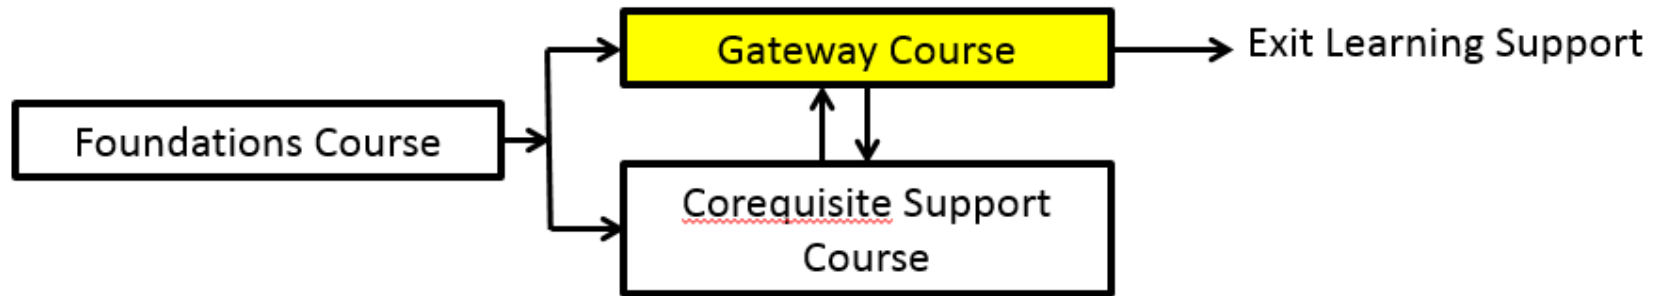 Gateway Course
Exit Learning Support
Foundations Course
Corequisite Support
Course